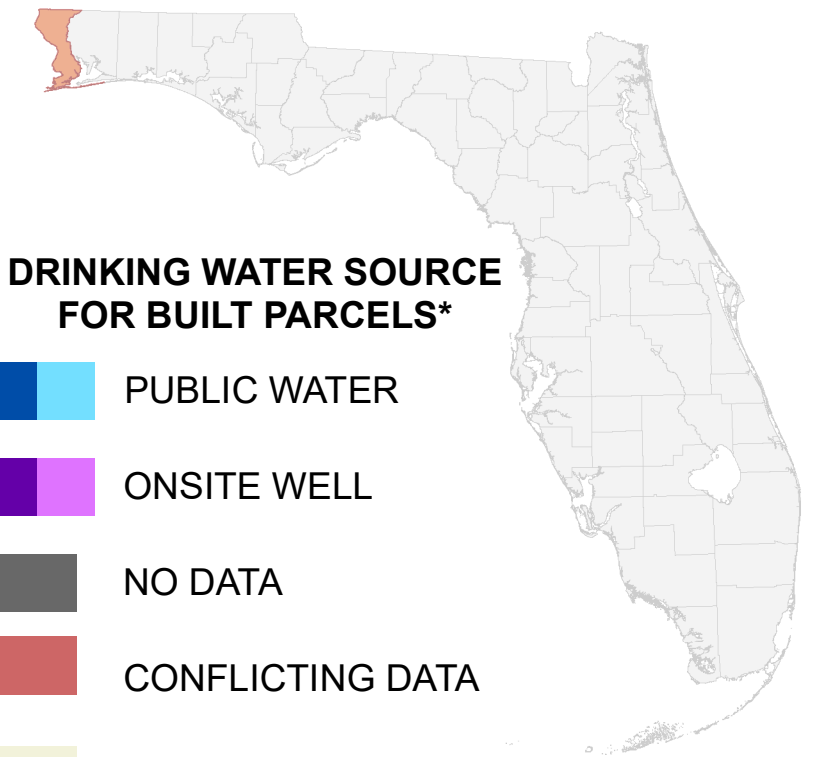 DRINKING WATER SOURCE
FOR BUILT PARCELS*
PUBLIC WATER
ONSITE WELL
NO DATA
CONFLICTING DATA